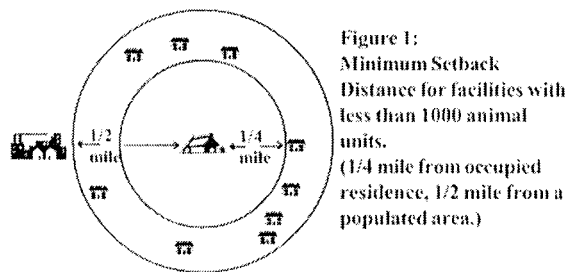 1/2
mile
1/4
mile
Figure 1:
Minimum Setback
Distance for facilities with
less than 1000 animal
units.
(1/4 mile from occupied
residence, 1/2 mile from a
populated area.)